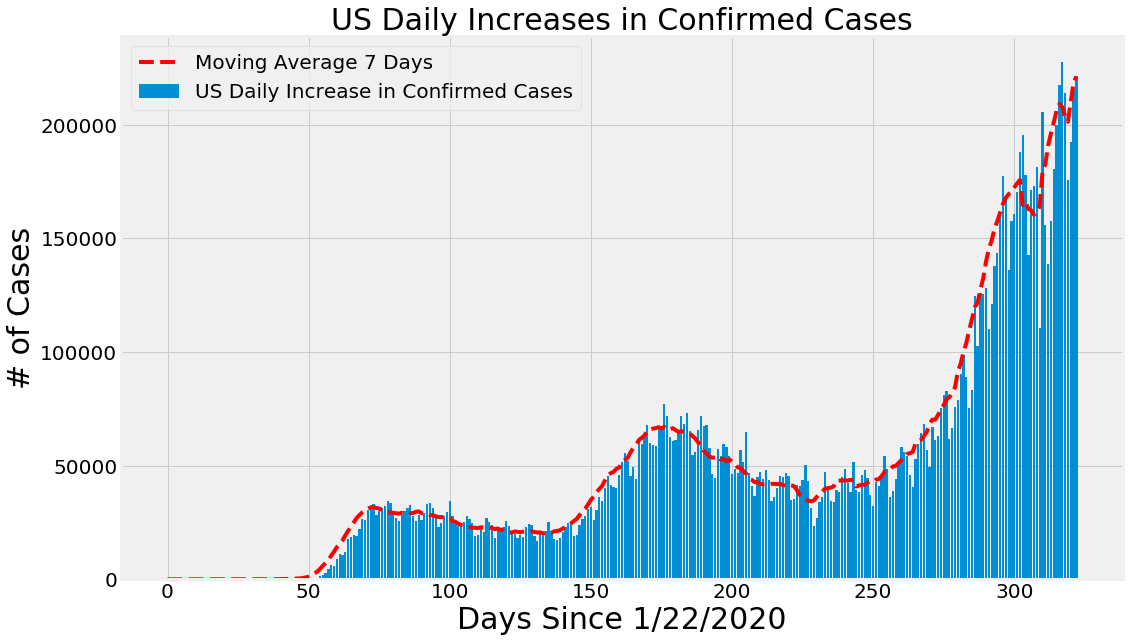 US Daily Increases in Confirmed Cases
Moving Average 7 Days
US Daily Increase in Confirmed Cases
# of Cases
200000
150000
100000
50000
0
0 50 100 150 200 250 300
Days Since 1/22/2020